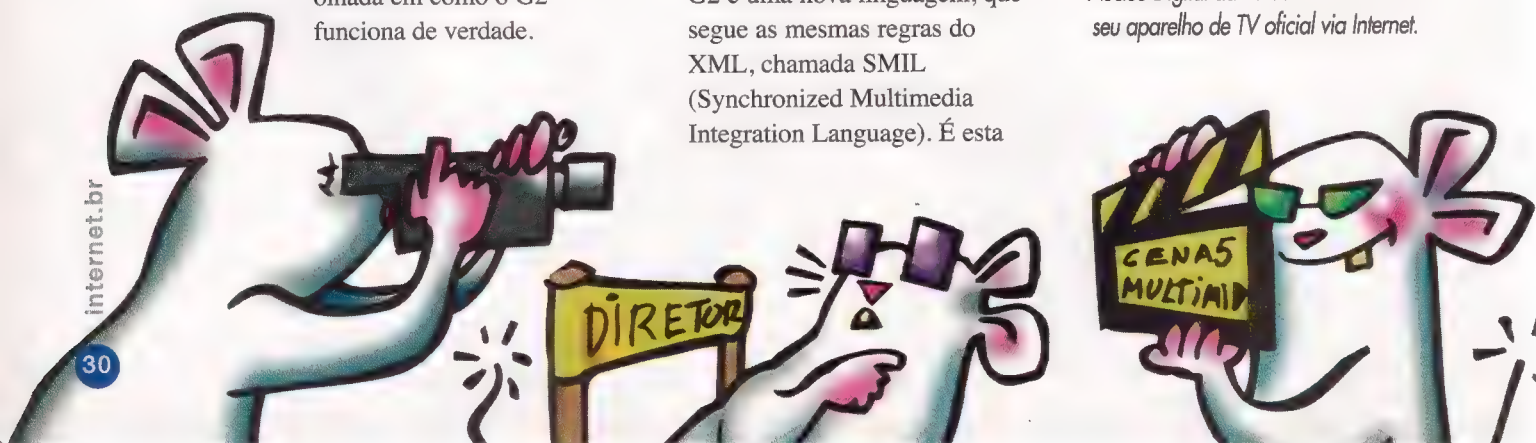 funciona de verdade.
segue as mesmas regras do
XML, chamada SMIL
(Synchronized Multimedia
Integration Language). É esta
seu aparelho de TV oficial via Internet.
internet.br
30
DIRETOR
CENAS
MULTIMID